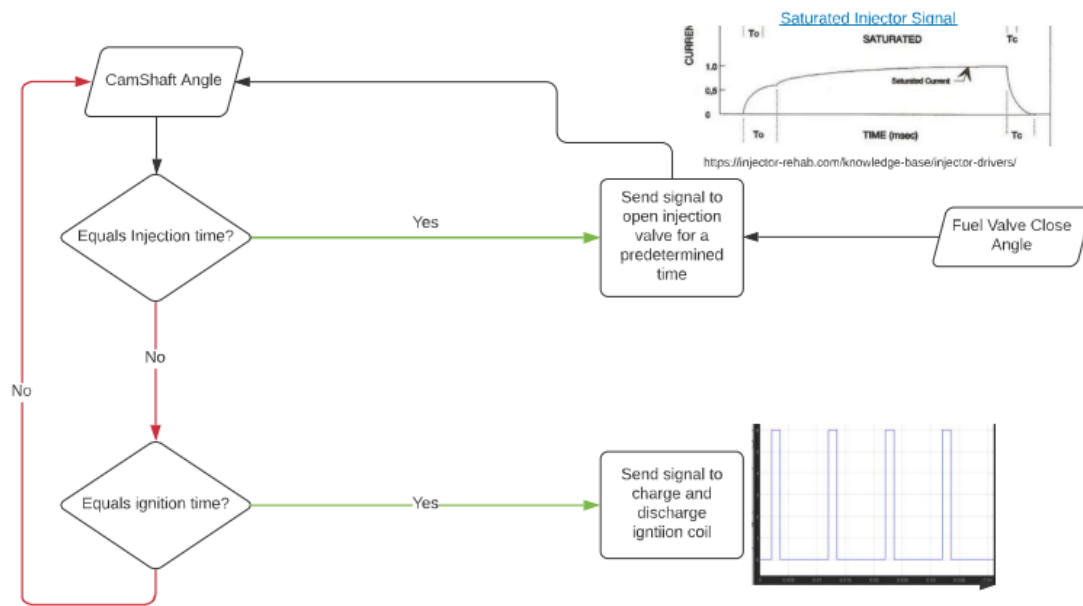 Saturated Injector Signal
To
SATURATED
Tc
CURREN
1.0
0.5
0
Saturated Current
To
TIME (msec)
Tc
https://injector-rehab.com/knowledge-base/injector-drivers/
CamShaft Angle
Equals Injection time?
Yes
Send signal to
open injection
valve for a
predetermined
time
Fuel Valve Close
Angle
No
No
Equals ignition time?
Yes
Send signal to
charge and
discharge
igntiion coil